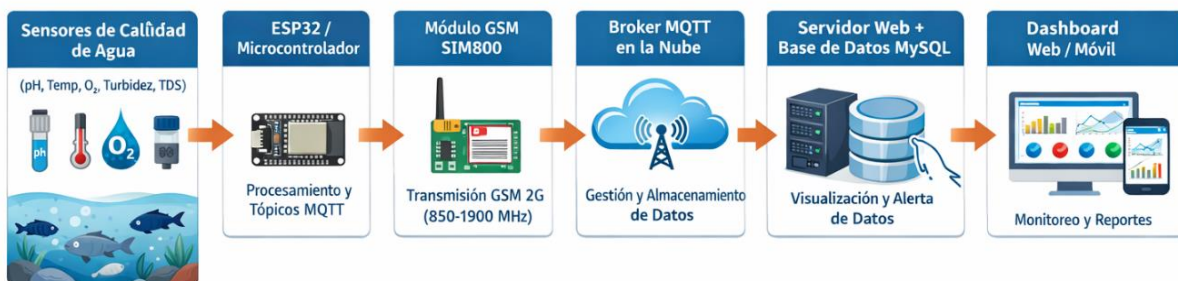 Sensores de Calidad
de Agua
(pH, Temp, O₂, Turbidez, TDS)
ph
O₂
ESP32 /
Microcontrolador
Procesamiento y
Tópicos MQTT
Módulo GSM
SIM800
Transmisión GSM 2G
(850-1900 MHz)
Broker MQTT
en la Nube
Gestión y Almacenamiento
de Datos
Servidor Web +
Base de Datos MySQL
Visualización y Alerta
de Datos
Dashboard
Web / Móvil
Monitoreo y Reportes